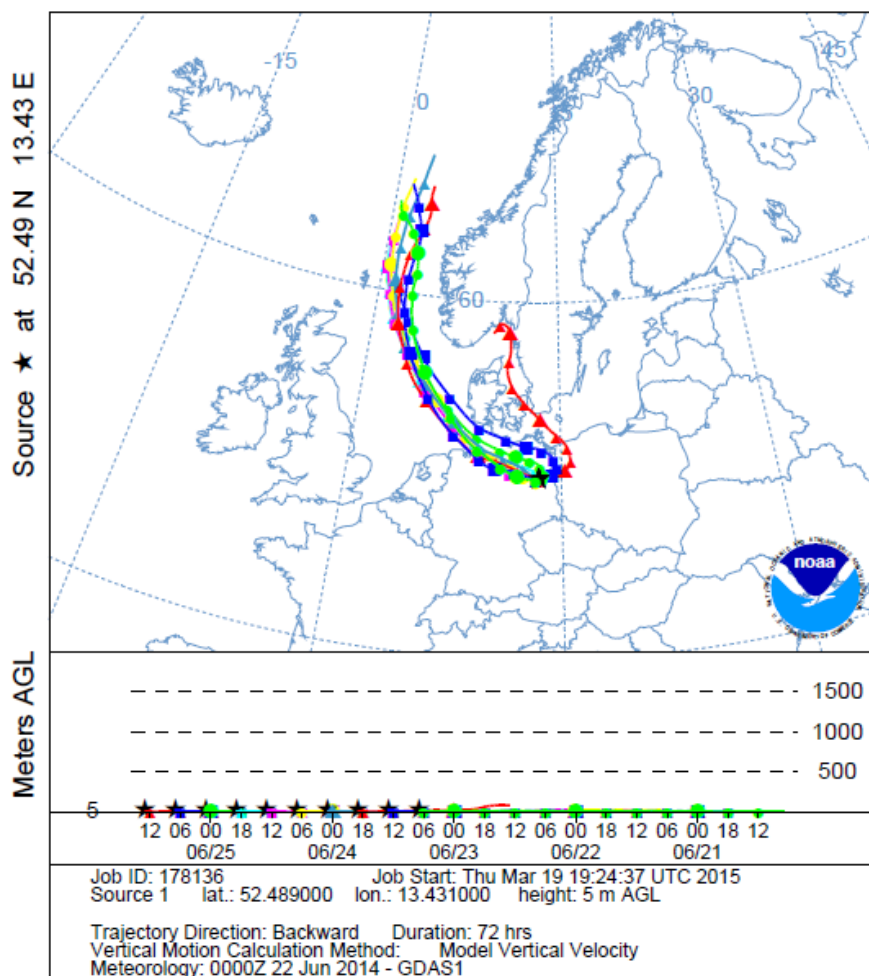 Source ★ at 52.49 N 13.43 E
-15
0
30
45
60
noaa
Meters AGL
1500
1000
500
5
12 06 00 18 12 06 00 18 12 06 00 18 12 06 00 18 12 06 00 18 12
06/25 06/24 06/23 06/22 06/21
Job ID: 178136 Job Start: Thu Mar 19 19:24:37 UTC 2015
Source 1 lat.: 52.489000 lon.: 13.431000 height: 5 m AGL
Trajectory Direction: Backward Duration: 72 hrs
Vertical Motion Calculation Method: Model Vertical Velocity
Meteorology: 0000Z 22 Jun 2014 - GDAS1